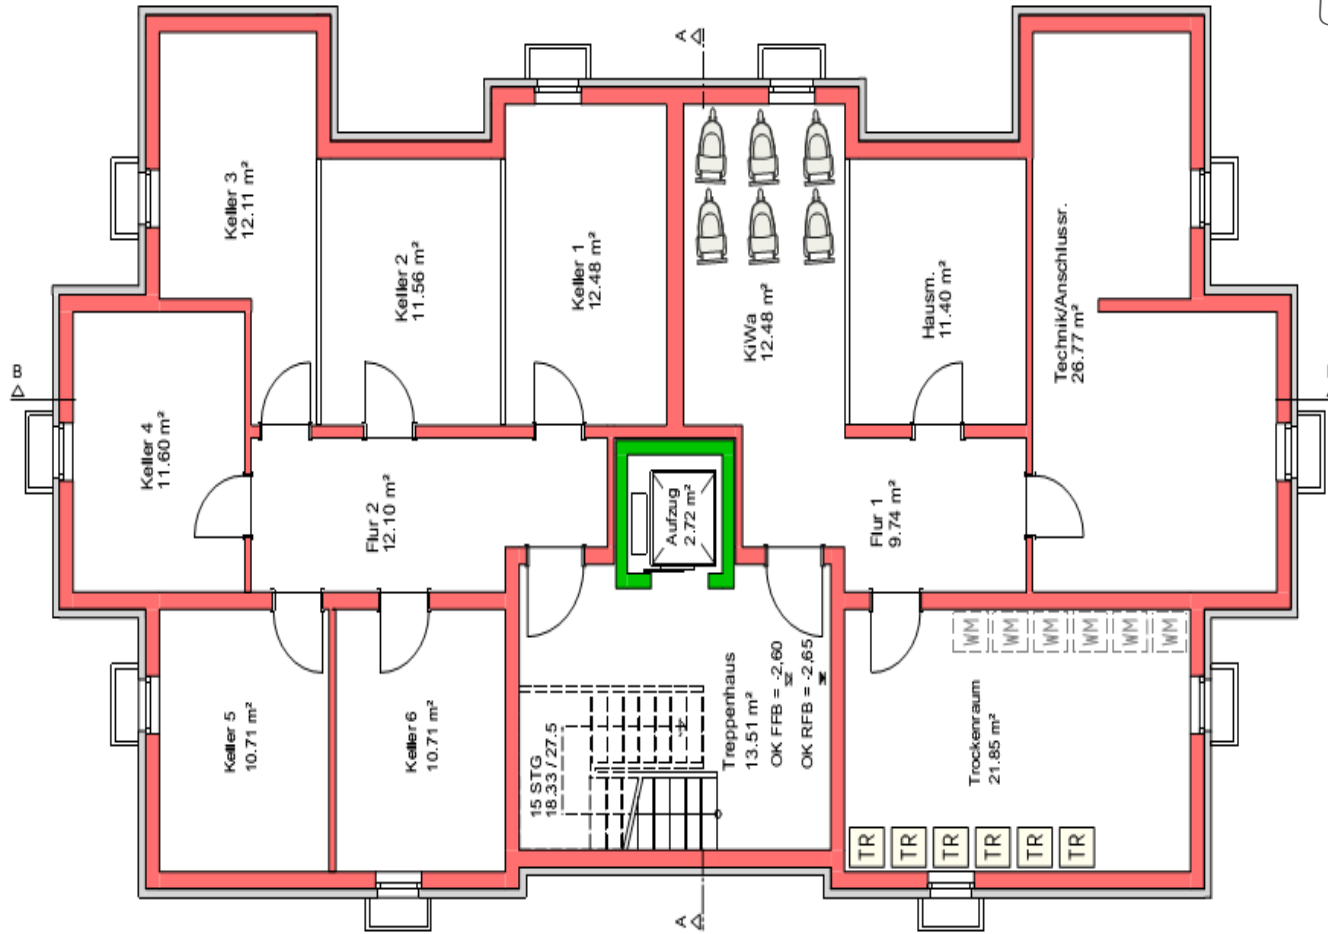 A
B
Keller 3
12.11 m²
Keller 2
11.56 m²
Keller 1
12.48 m²
KiWa
12.48 m²
Hausm.
11.40 m²
Technik/Anschlussr.
26.77 m²
Keller 4
11.60 m²
Flur 2
12.10 m²
Aufzug
2.72 m²
Flur 1
9.74 m²
Keller 5
10.71 m²
Keller 6
10.71 m²
15 STG
18.33 / 27.5
Treppenhaus
13.51 m²
OK FFB = -2,60
OK RFB = -2,65
Trockenraum
21.85 m²
WM
WM
WM
WM
WM
WM
TR
TR
TR
TR
TR
TR
A